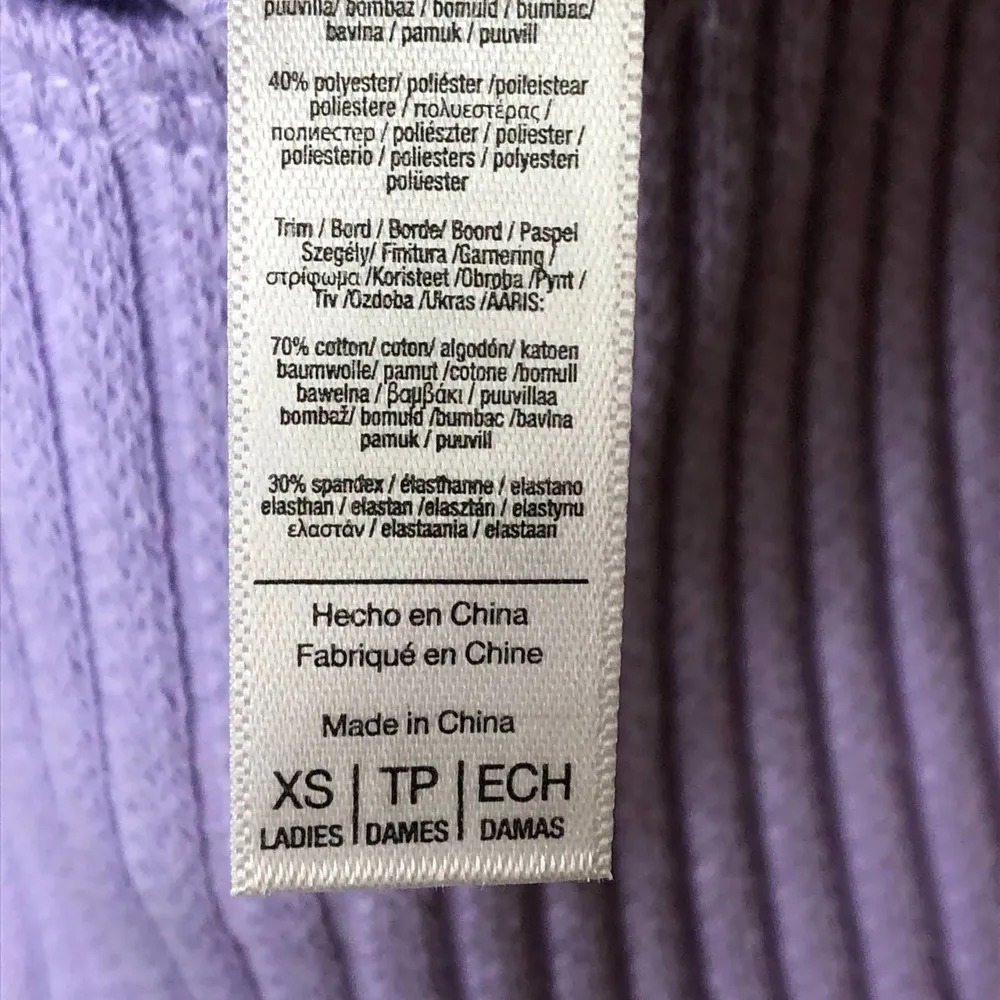 puuvilla/ bombaž / bomuld / bumbac/
bavlna / pamuk / puuvill
40% polyester/ poliéster /poileistear
poliestere / πολυεστέρας /
полиестер / poliészter / poliester /
poliesterio / poliesters / polyesteri
polüester
Trim / Bord / Borde/ Boord / Paspel
Szegély/ Finitura /Garnering /
στρίφωμα /Koristeet /Obroba /Pynt /
Tiv /Ozdoba /Ukras /AARIS:
70% cotton/ coton/ algodón/ katoen
baumwolle/ pamut /cotone /bomull
bawelna / βαμβάκι / puuvillaa
bombaž/ bomuld /bumbac /bavlna
pamuk / puuvill
30% spandex / élasthanne / elastano
elasthan / elastan /elasztán / elastynu
ελαστάν / elastaania / elastaan
Hecho en China
Fabriqué en Chine
Made in China
XS | TP | ECH
LADIES | DAMES | DAMAS